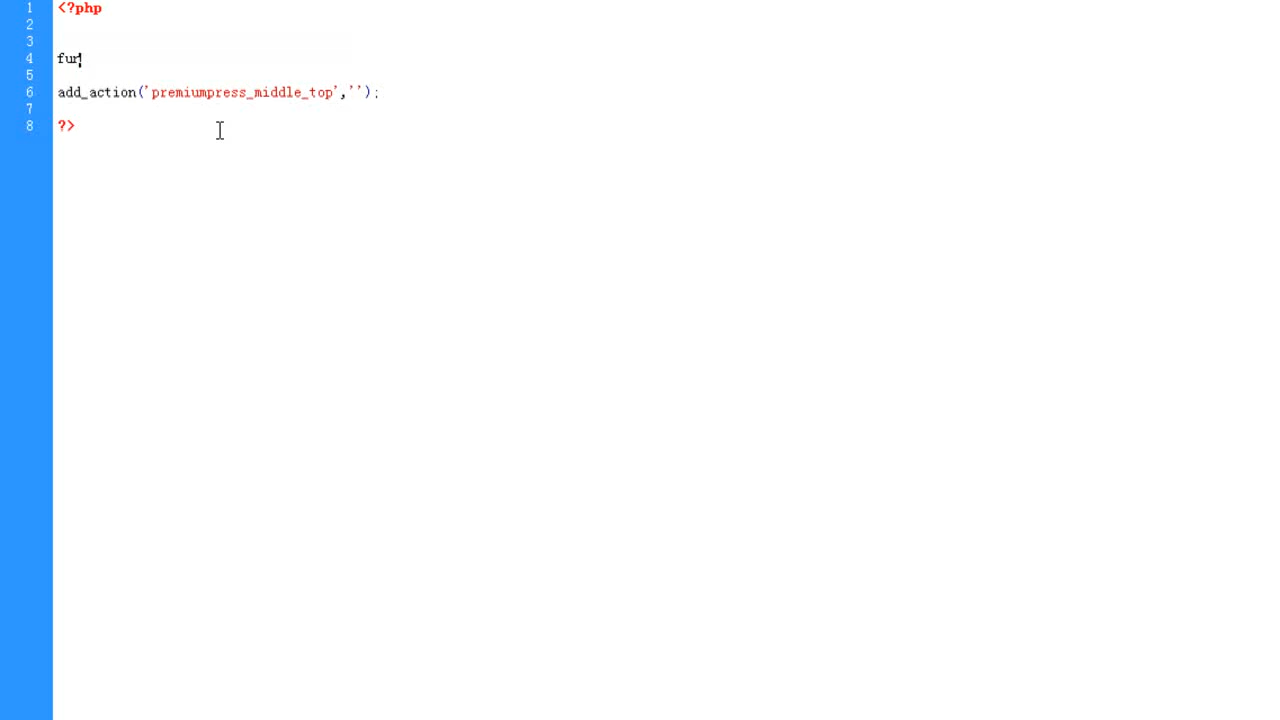 1 <?php
2
3
4 fun
5
6 add_action('premiumpress_middle_top','');
7
8 ?>